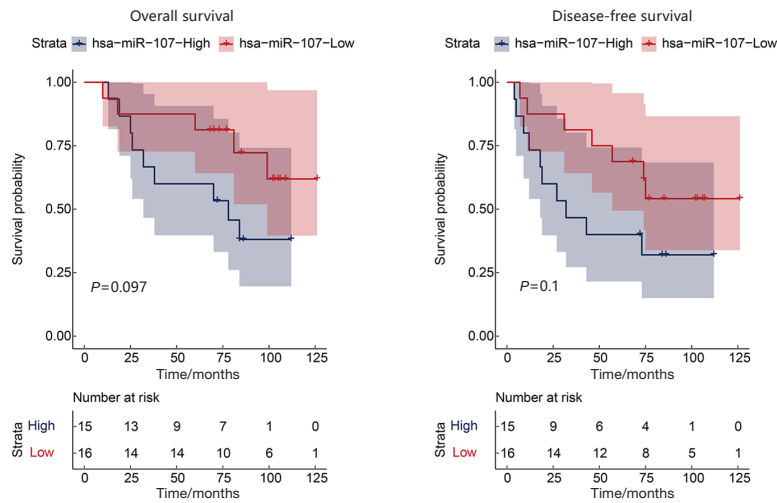 Overall survival
Strata hsa-miR-107-High hsa-miR-107-Low
Survival probability
1.00
0.75
0.50
0.25
0.00
P=0.097
0 25 50 75 100 125
Time/months
Number at risk
Strata
High 15 13 9 7 1 0
Low 16 14 14 10 6 1
0 25 50 75 100 125
Time/months
Disease-free survival
Strata hsa-miR-107-High hsa-miR-107-Low
Survival probability
1.00
0.75
0.50
0.25
0.00
P=0.1
0 25 50 75 100 125
Time/months
Number at risk
Strata
High 15 9 6 4 1 0
Low 16 14 12 8 5 1
0 25 50 75 100 125
Time/months